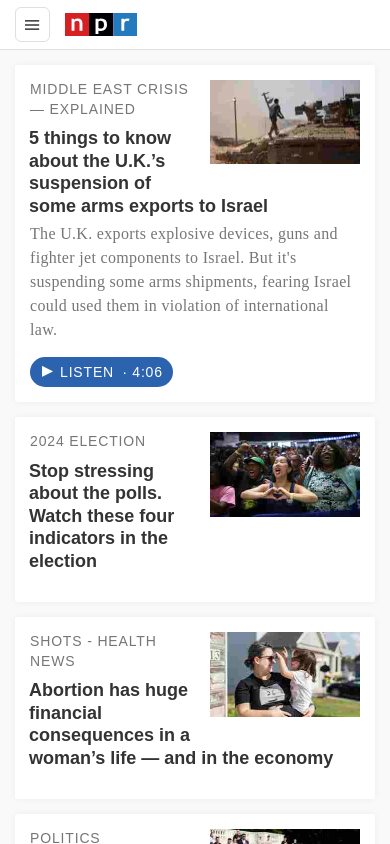 npr
MIDDLE EAST CRISIS
— EXPLAINED
5 things to know
about the U.K.’s
suspension of
some arms exports to Israel
The U.K. exports explosive devices, guns and
fighter jet components to Israel. But it's
suspending some arms shipments, fearing Israel
could used them in violation of international
law.
LISTEN · 4:06
2024 ELECTION
Stop stressing
about the polls.
Watch these four
indicators in the
election
SHOTS - HEALTH
NEWS
Abortion has huge
financial
consequences in a
woman’s life — and in the economy
POLITICS